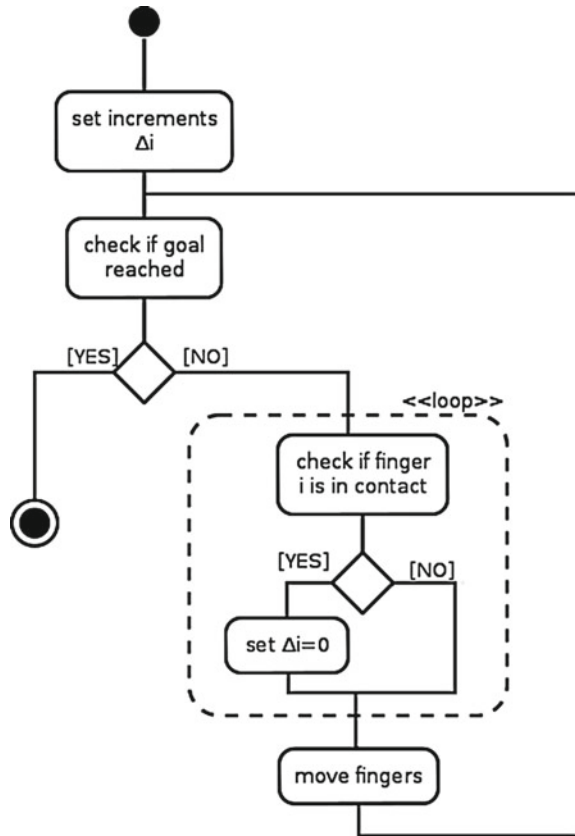 set increments
Δi
check if goal
reached
[YES]
[NO]
<<loop>>
check if finger
i is in contact
[YES]
[NO]
set Δi=0
move fingers